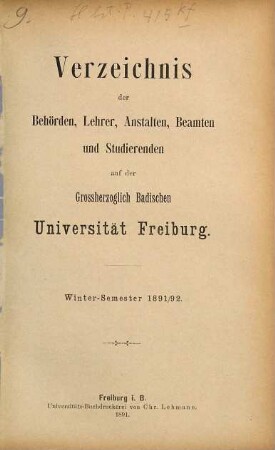 Verzeichnis
der
Behörden, Lehrer, Anstalten, Beamten
und Studierenden
auf der
Grossherzoglich Badischen
Universität Freiburg.
Winter-Semester 1891/92.
Freiburg i. B.
Universitäts-Buchdruckerei von Chr. Lehmann.
1891.